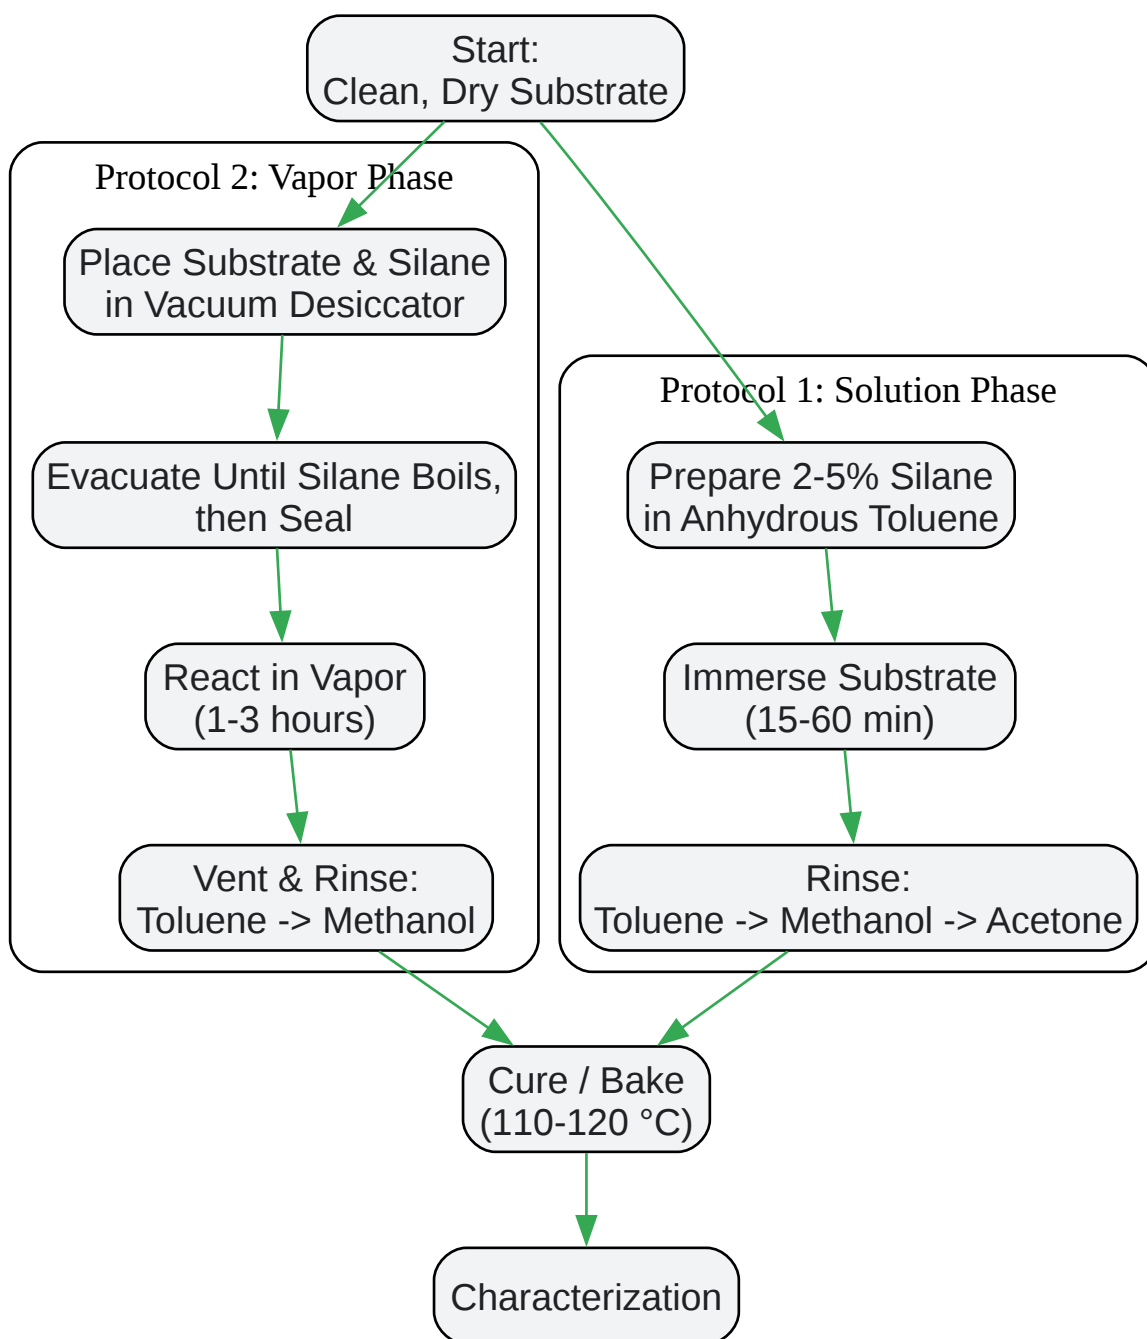 Start:
Clean, Dry Substrate
Protocol 2: Vapor Phase
Place Substrate & Silane
in Vacuum Desiccator
Evacuate Until Silane Boils,
then Seal
React in Vapor
(1-3 hours)
Vent & Rinse:
Toluene -> Methanol
Protocol 1: Solution Phase
Prepare 2-5% Silane
in Anhydrous Toluene
Immerse Substrate
(15-60 min)
Rinse:
Toluene -> Methanol -> Acetone
Cure / Bake
(110-120 °C)
Characterization